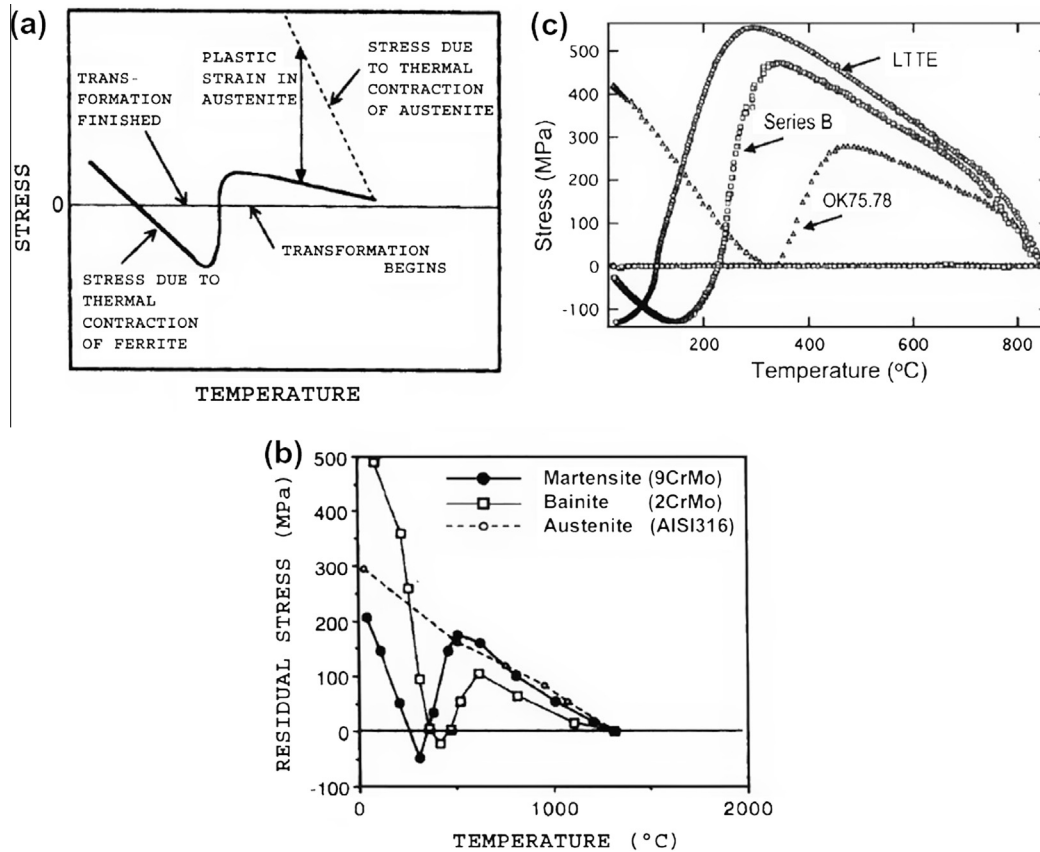 (a)
STRESS
0
TRANS-
FORMATION
FINISHED
PLASTIC
STRAIN IN
AUSTENITE
STRESS DUE
TO THERMAL
CONTRACTION
OF AUSTENITE
TRANSFORMATION
BEGINS
STRESS DUE TO
THERMAL
CONTRACTION
OF FERRITE
TEMPERATURE
(c)
Stress (MPa)
500
400
300
200
100
0
-100
LTTE
Series B
OK75.78
200
400
600
800
Temperature (°C)
(b)
RESIDUAL STRESS (MPa)
500
400
300
200
100
0
-100
Martensite (9CrMo)
Bainite (2CrMo)
Austenite (AISI316)
0
1000
2000
TEMPERATURE (°C)